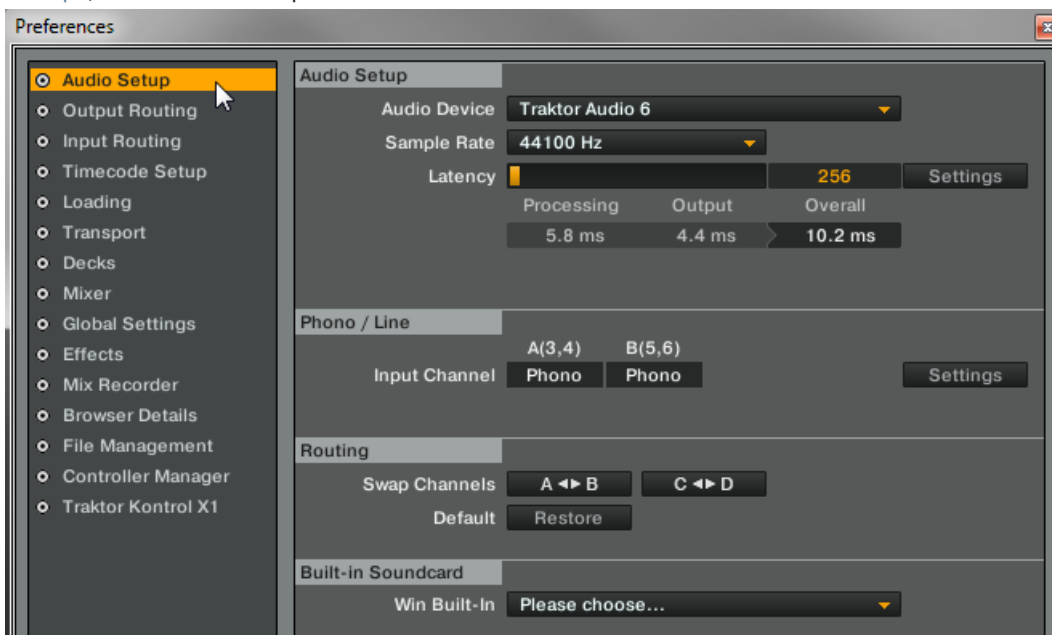 Preferences
Audio Setup
Output Routing
Input Routing
Timecode Setup
Loading
Transport
Decks
Mixer
Global Settings
Effects
Mix Recorder
Browser Details
File Management
Controller Manager
Traktor Kontrol X1
Audio Setup
Audio Device Traktor Audio 6
Sample Rate 44100 Hz
Latency 256 Settings
Processing Output Overall
5.8 ms 4.4 ms 10.2 ms
Phono / Line
A(3,4) B(5,6)
Input Channel Phono Phono Settings
Routing
Swap Channels A ◂▸ B C ◂▸ D
Default Restore
Built-in Soundcard
Win Built-In Please choose...